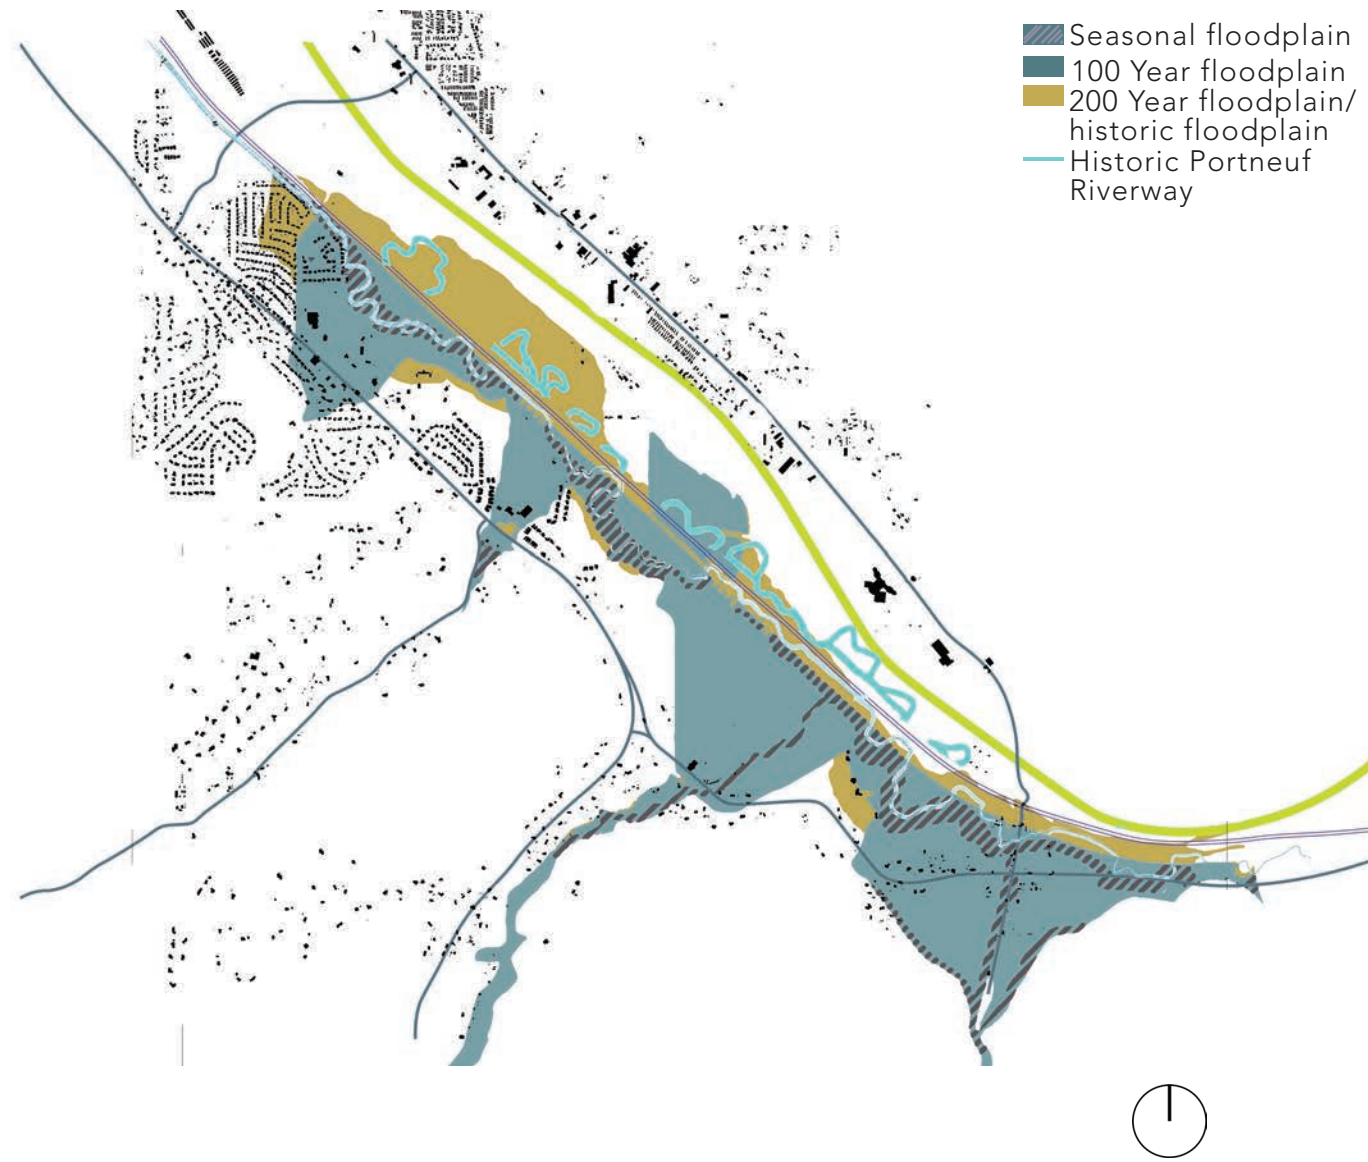 Seasonal floodplain
100 Year floodplain
200 Year floodplain/
historic floodplain
Historic Portneuf
Riverway